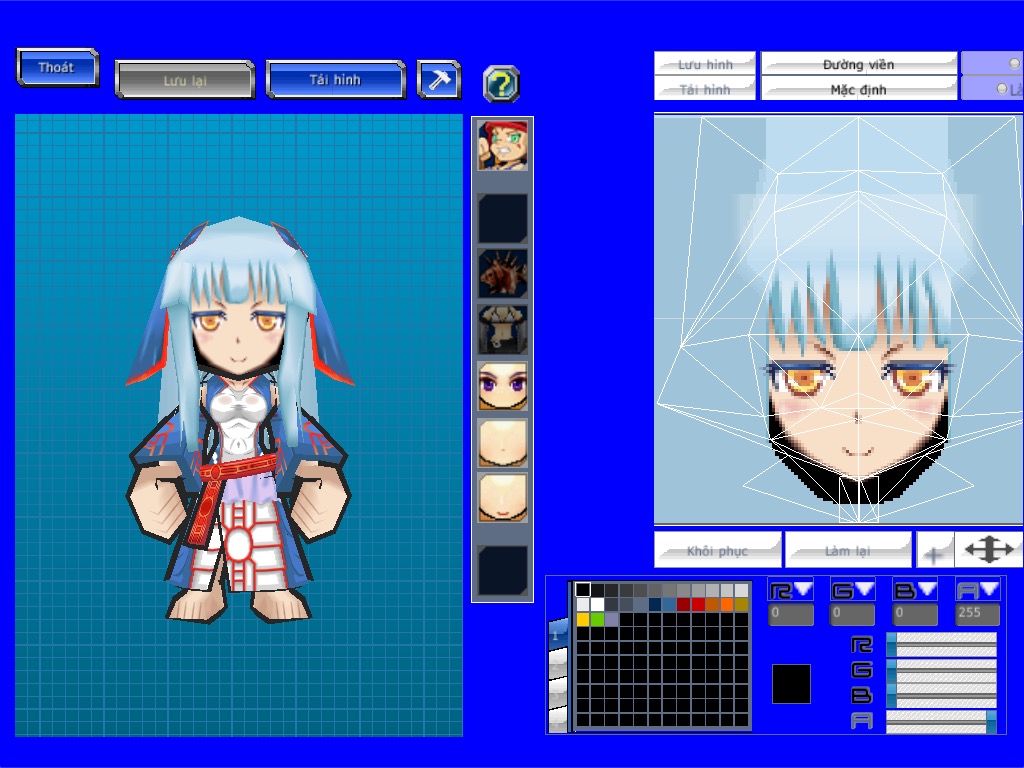 Thoát
Lưu lại
Tải hình
?
Lưu hình
Đường viền
Tải hình
Mặc định
Khôi phục
Làm lại
R G B A
0 0 0 255
1
R
G
B
A